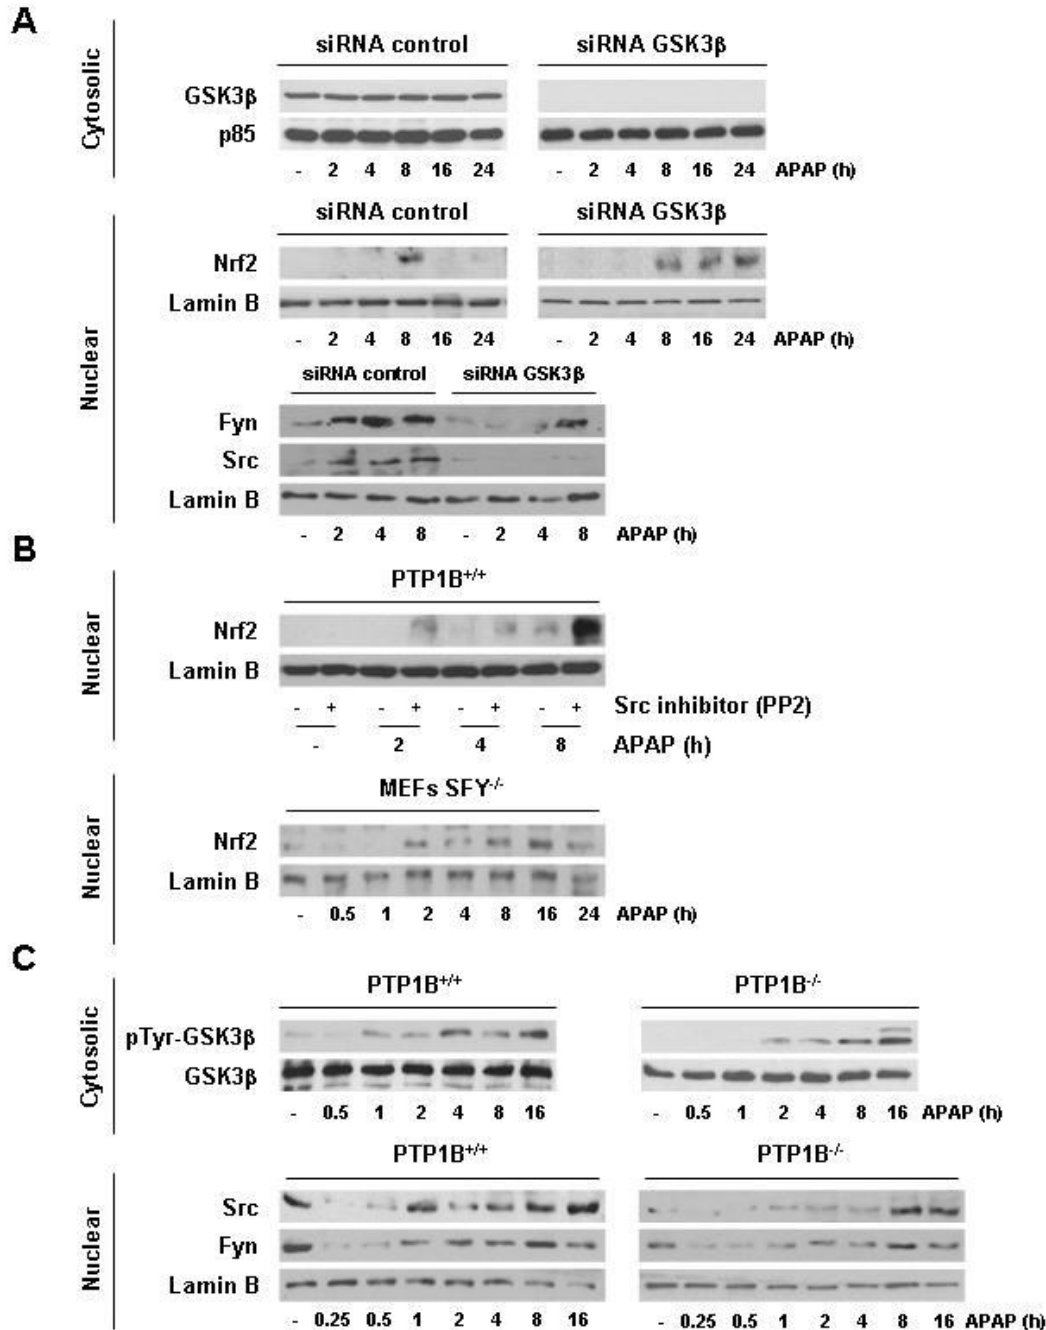 A
Cytosolic
siRNA control siRNA GSK3β
GSK3β
p85
- 2 4 8 16 24 - 2 4 8 16 24 APAP (h)
Nuclear
siRNA control siRNA GSK3β
Nrf2
Lamin B
- 2 4 8 16 24 - 2 4 8 16 24 APAP (h)
siRNA control siRNA GSK3β
Fyn
Src
Lamin B
- 2 4 8 - 2 4 8 APAP (h)
B
Nuclear
PTP1B+/+
Nrf2
Lamin B
- + - + - + - + Src inhibitor (PP2)
- 2 4 8 APAP (h)
Nuclear
MEFs SFY-/-
Nrf2
Lamin B
- 0.5 1 2 4 8 16 24 APAP (h)
C
Cytosolic
PTP1B+/+ PTP1B-/-
pTyr-GSK3β
GSK3β
- 0.5 1 2 4 8 16 - 0.5 1 2 4 8 16 APAP (h)
Nuclear
PTP1B+/+ PTP1B-/-
Src
Fyn
Lamin B
- 0.25 0.5 1 2 4 8 16 - 0.25 0.5 1 2 4 8 16 APAP (h)